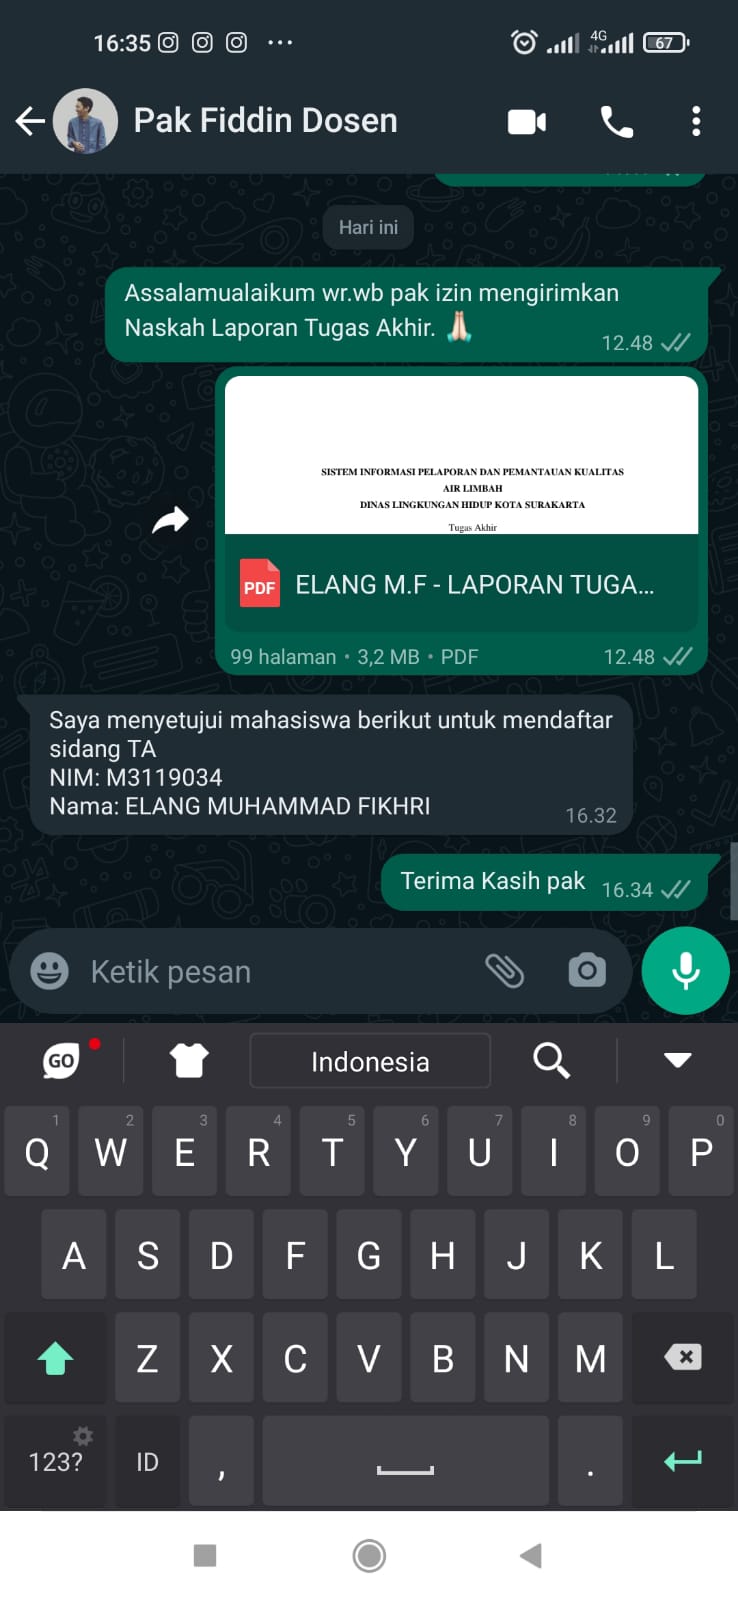 16:35
4G
67
Pak Fiddin Dosen
Hari ini
Assalamualaikum wr.wb pak izin mengirimkan
Naskah Laporan Tugas Akhir. 🙏
12.48
SISTEM INFORMASI PELAPORAN DAN PEMANTAUAN KUALITAS
AIR LIMBAH
DINAS LINGKUNGAN HIDUP KOTA SURAKARTA
Tugas Akhir
PDF
ELANG M.F - LAPORAN TUGA...
99 halaman • 3,2 MB • PDF
12.48
Saya menyetujui mahasiswa berikut untuk mendaftar
sidang TA
NIM: M3119034
Nama: ELANG MUHAMMAD FIKHRI
16.32
Terima Kasih pak
16.34
Ketik pesan
GO
Indonesia
1 2 3 4 5 6 7 8 9 0
Q W E R T Y U I O P
A S D F G H J K L
Z X C V B N M
123? ID , .